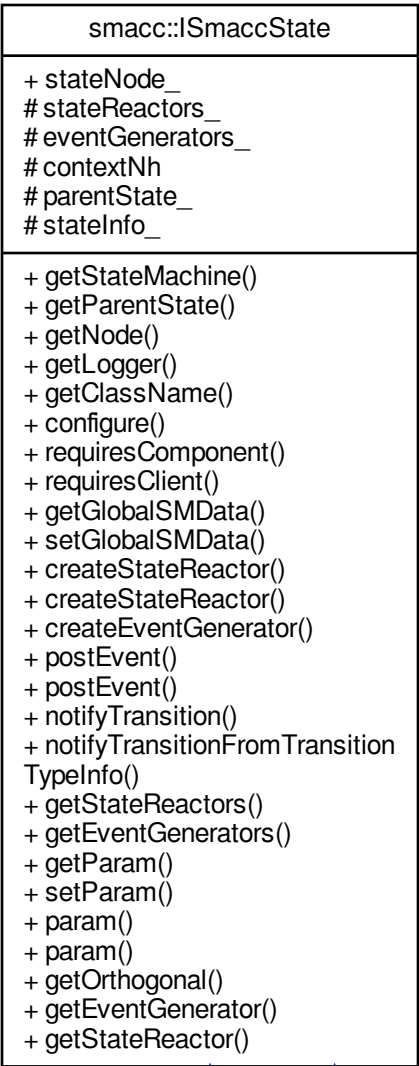 smacc::ISmaccState
+ stateNode_
# stateReactors_
# eventGenerators_
# contextNh
# parentState_
# stateInfo_
+ getStateMachine()
+ getParentState()
+ getNode()
+ getLogger()
+ getClassName()
+ configure()
+ requiresComponent()
+ requiresClient()
+ getGlobalSMData()
+ setGlobalSMData()
+ createStateReactor()
+ createStateReactor()
+ createEventGenerator()
+ postEvent()
+ postEvent()
+ notifyTransition()
+ notifyTransitionFromTransition
TypeInfo()
+ getStateReactors()
+ getEventGenerators()
+ getParam()
+ setParam()
+ param()
+ param()
+ getOrthogonal()
+ getEventGenerator()
+ getStateReactor()